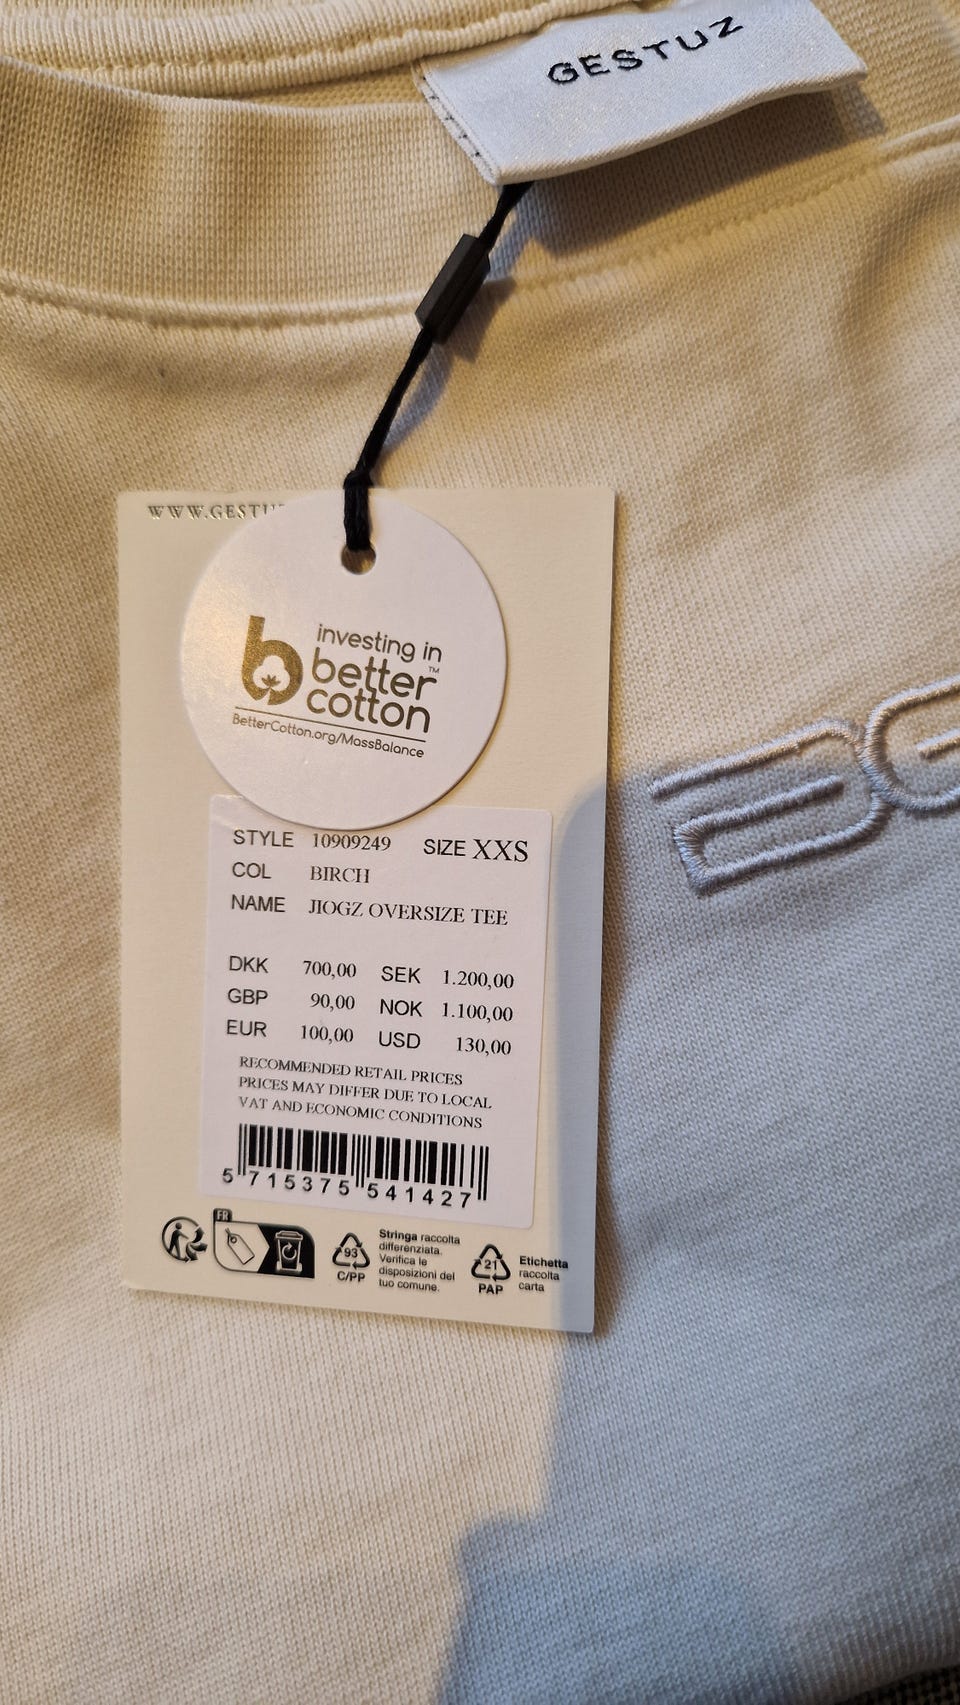 GESTUZ
investing in
better™
cotton
BetterCotton.org/MassBalance
STYLE 10909249 SIZE XXS
COL BIRCH
NAME JIOGZ OVERSIZE TEE
DKK 700,00 SEK 1.200,00
GBP 90,00 NOK 1.100,00
EUR 100,00 USD 130,00
RECOMMENDED RETAIL PRICES
PRICES MAY DIFFER DUE TO LOCAL
VAT AND ECONOMIC CONDITIONS
5 715375 541427
FR
93
C/PP
Stringa raccolta
differenziata.
Verifica le
disposizioni del
tuo comune.
21
PAP
Etichetta
raccolta
carta